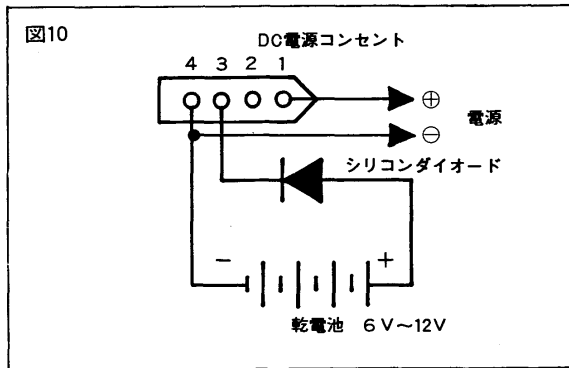 図10
DC電源コンセント
4 3 2 1
⊕
電源
⊖
シリコンダイオード
- +
乾電池 6V～12V